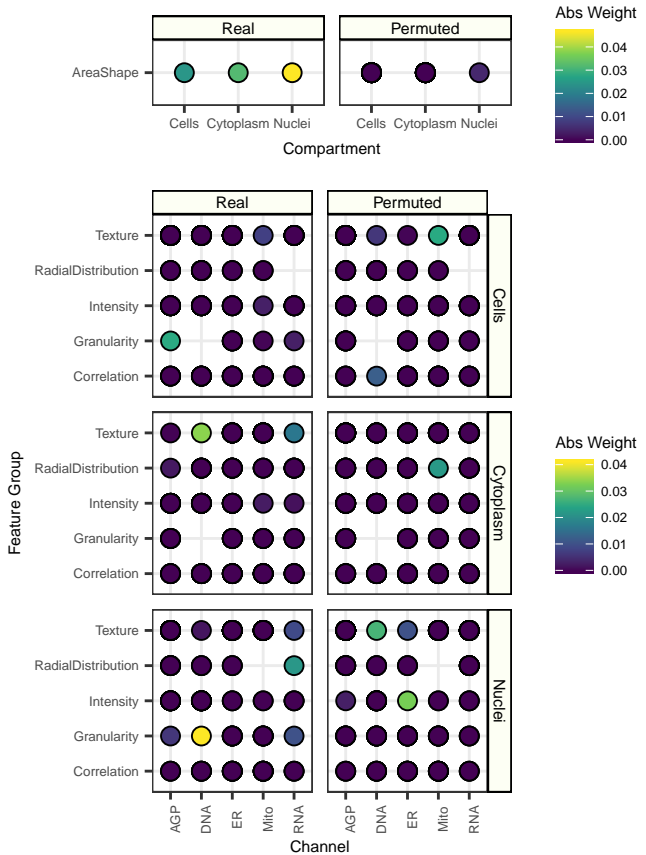 Real Permuted
AreaShape
Cells Cytoplasm Nuclei Cells Cytoplasm Nuclei
Compartment
Abs Weight
0.04
0.03
0.02
0.01
0.00
Real Permuted
Feature Group
Texture
RadialDistribution
Intensity
Granularity
Correlation
Cells
Texture
RadialDistribution
Intensity
Granularity
Correlation
Cytoplasm
Texture
RadialDistribution
Intensity
Granularity
Correlation
Nuclei
AGP DNA ER Mito RNA AGP DNA ER Mito RNA
Channel
Abs Weight
0.04
0.03
0.02
0.01
0.00